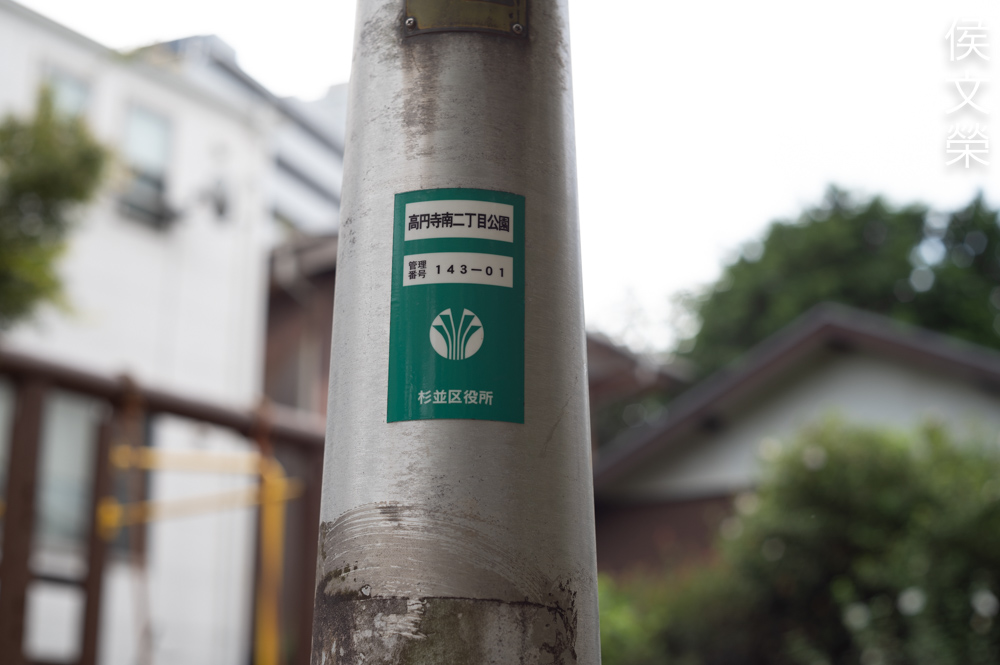 高円寺南二丁目公園
管理
番号 143-01
杉並区役所
侯文榮